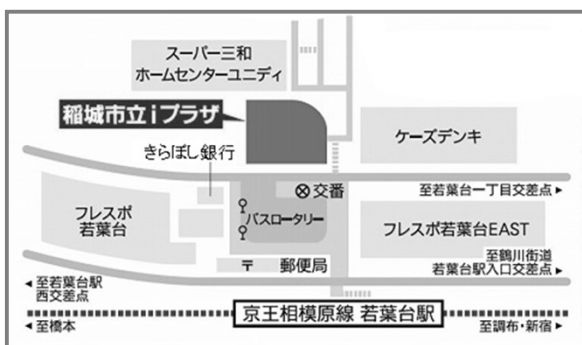 スーパー三和
ホームセンターユニディ
稲城市立iプラザ
きらぼし銀行
ケーズデンキ
交番
至若葉台一丁目交差点▶
フレスポ
若葉台
バスロータリー
フレスポ若葉台EAST
〒 郵便局
至鶴川街道
若葉台駅入口交差点▶
◀至若葉台駅
西交差点
京王相模原線 若葉台駅
◀至橋本
至調布・新宿▶